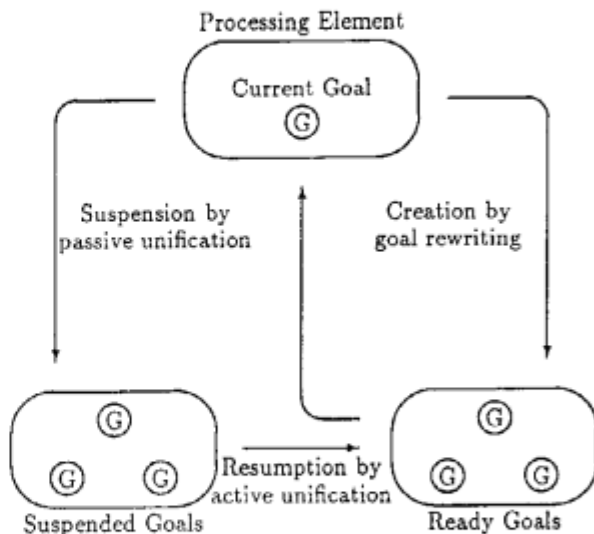 Processing Element
Current Goal
G
Suspension by
passive unification
Creation by
goal rewriting
G
G G
Suspended Goals
Resumption by
active unification
G
G G
Ready Goals